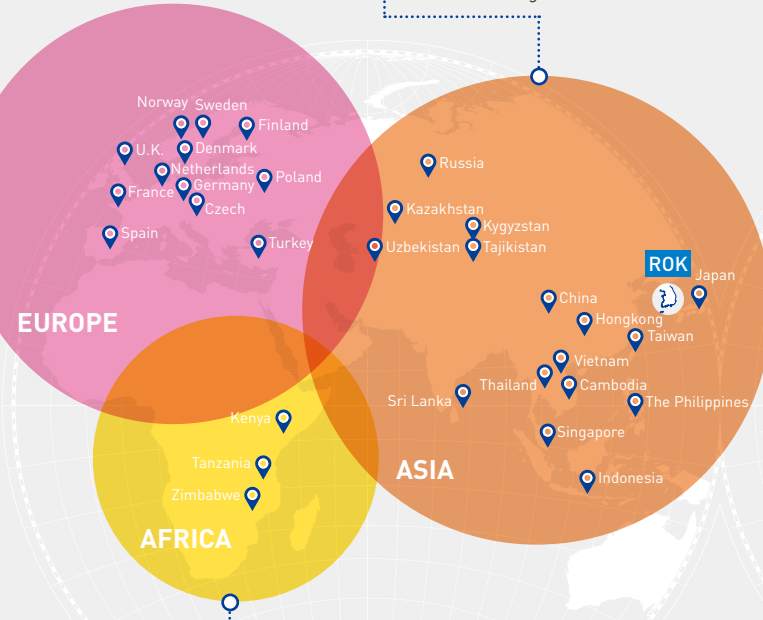 Norway
Sweden
Finland
U.K.
Denmark
Netherlands
Poland
Germany
France
Czech
Spain
Turkey
EUROPE
Russia
Kazakhstan
Kygyzstan
Uzbekistan
Tajikistan
ROK
Japan
China
Hongkong
Taiwan
Vietnam
Thailand
Cambodia
Sri Lanka
The Philippines
Singapore
ASIA
Indonesia
Kenya
Tanzania
Zimbabwe
AFRICA